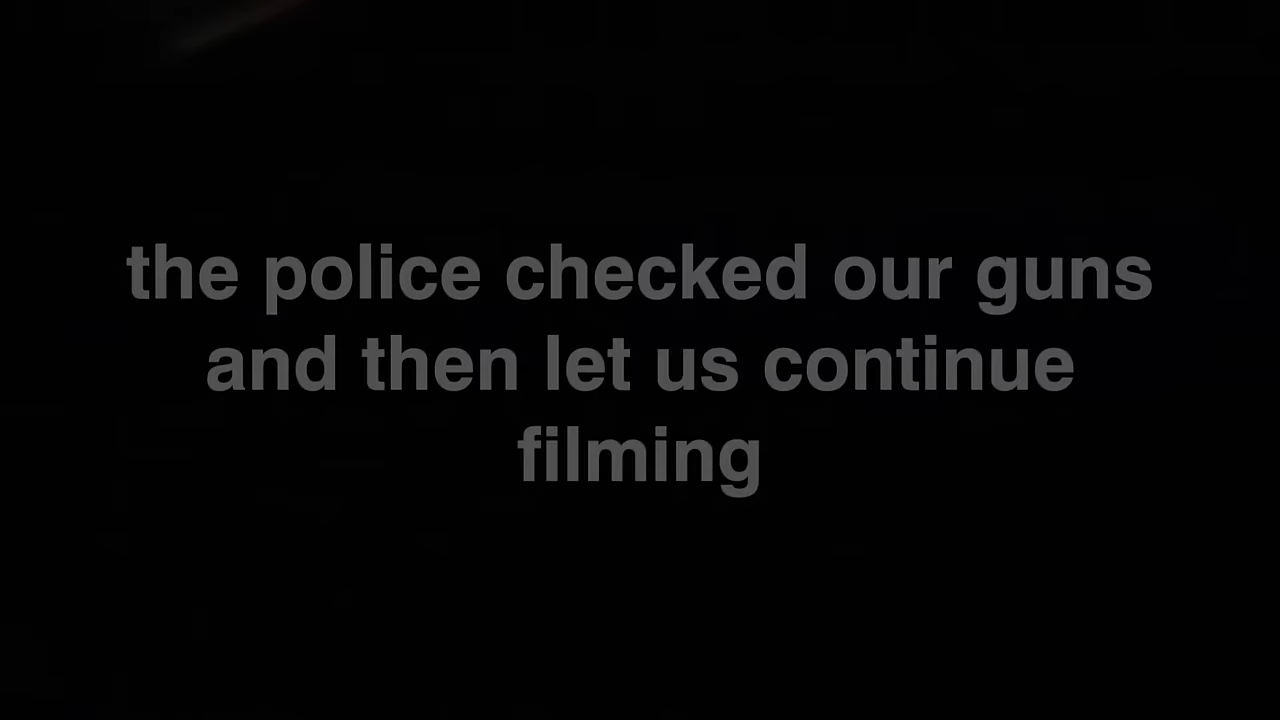 the police checked our guns
and then let us continue
filming